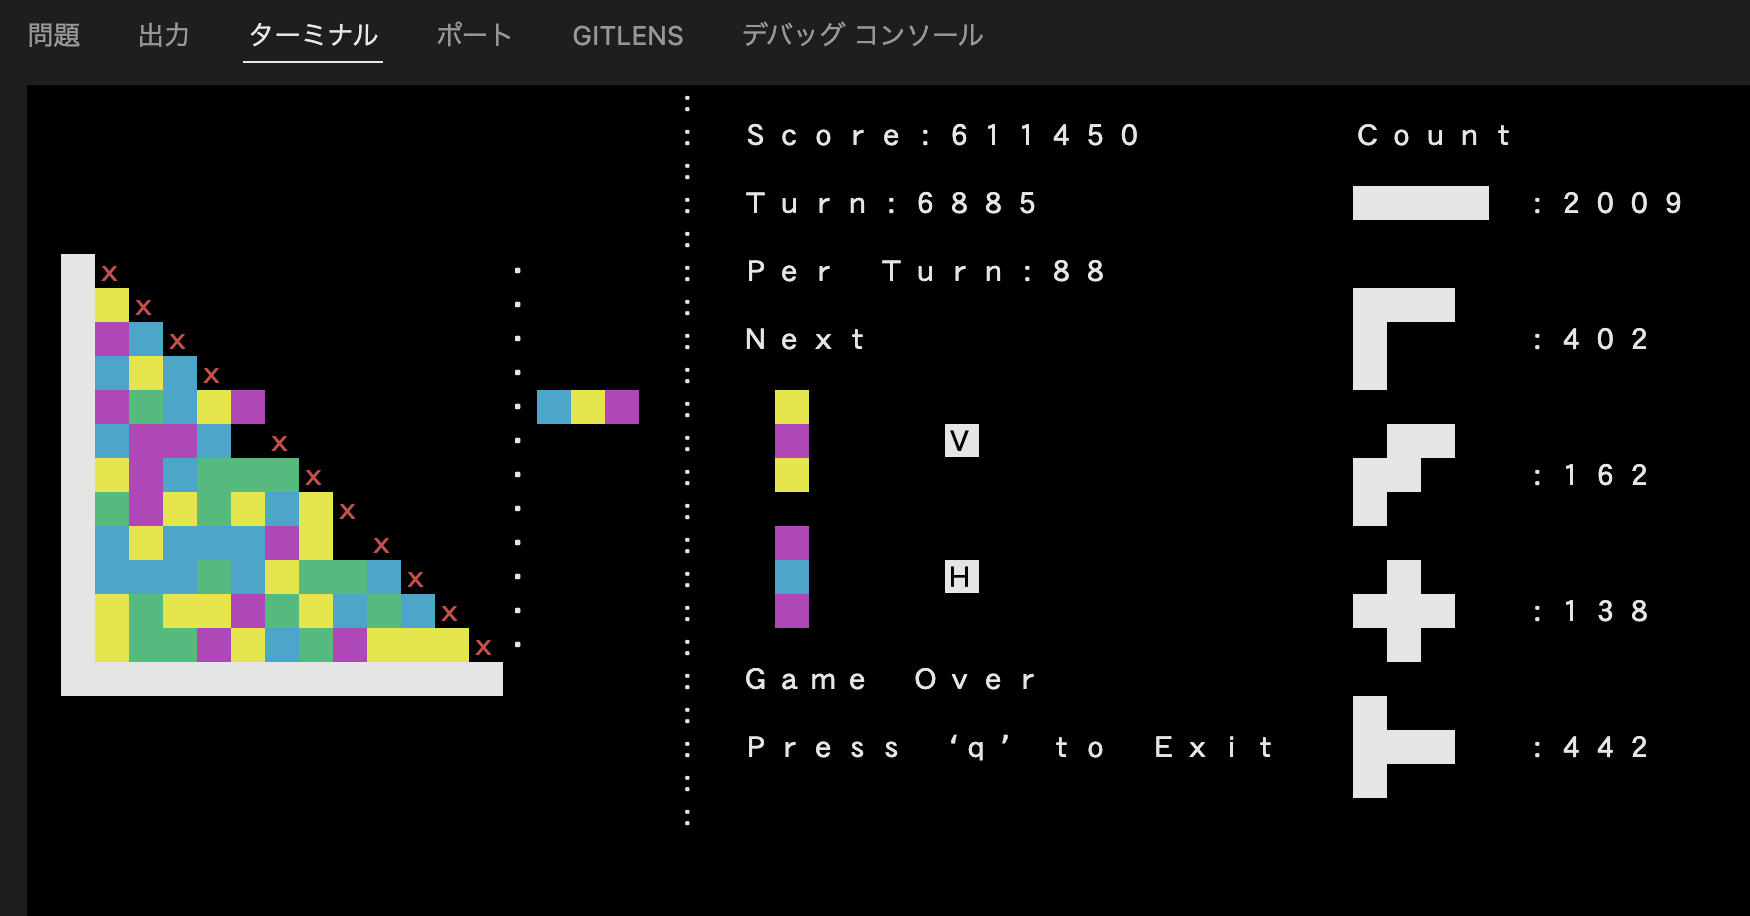 問題 出力 ターミナル ポート GITLENS デバッグ コンソール
Score:611450
Turn:6885
Per Turn:88
Next
V
H
Game Over
Press ‘q’ to Exit
Count
:2009
:402
:162
:138
:442
x
x
x
x
x
x
x
x
x
x
x